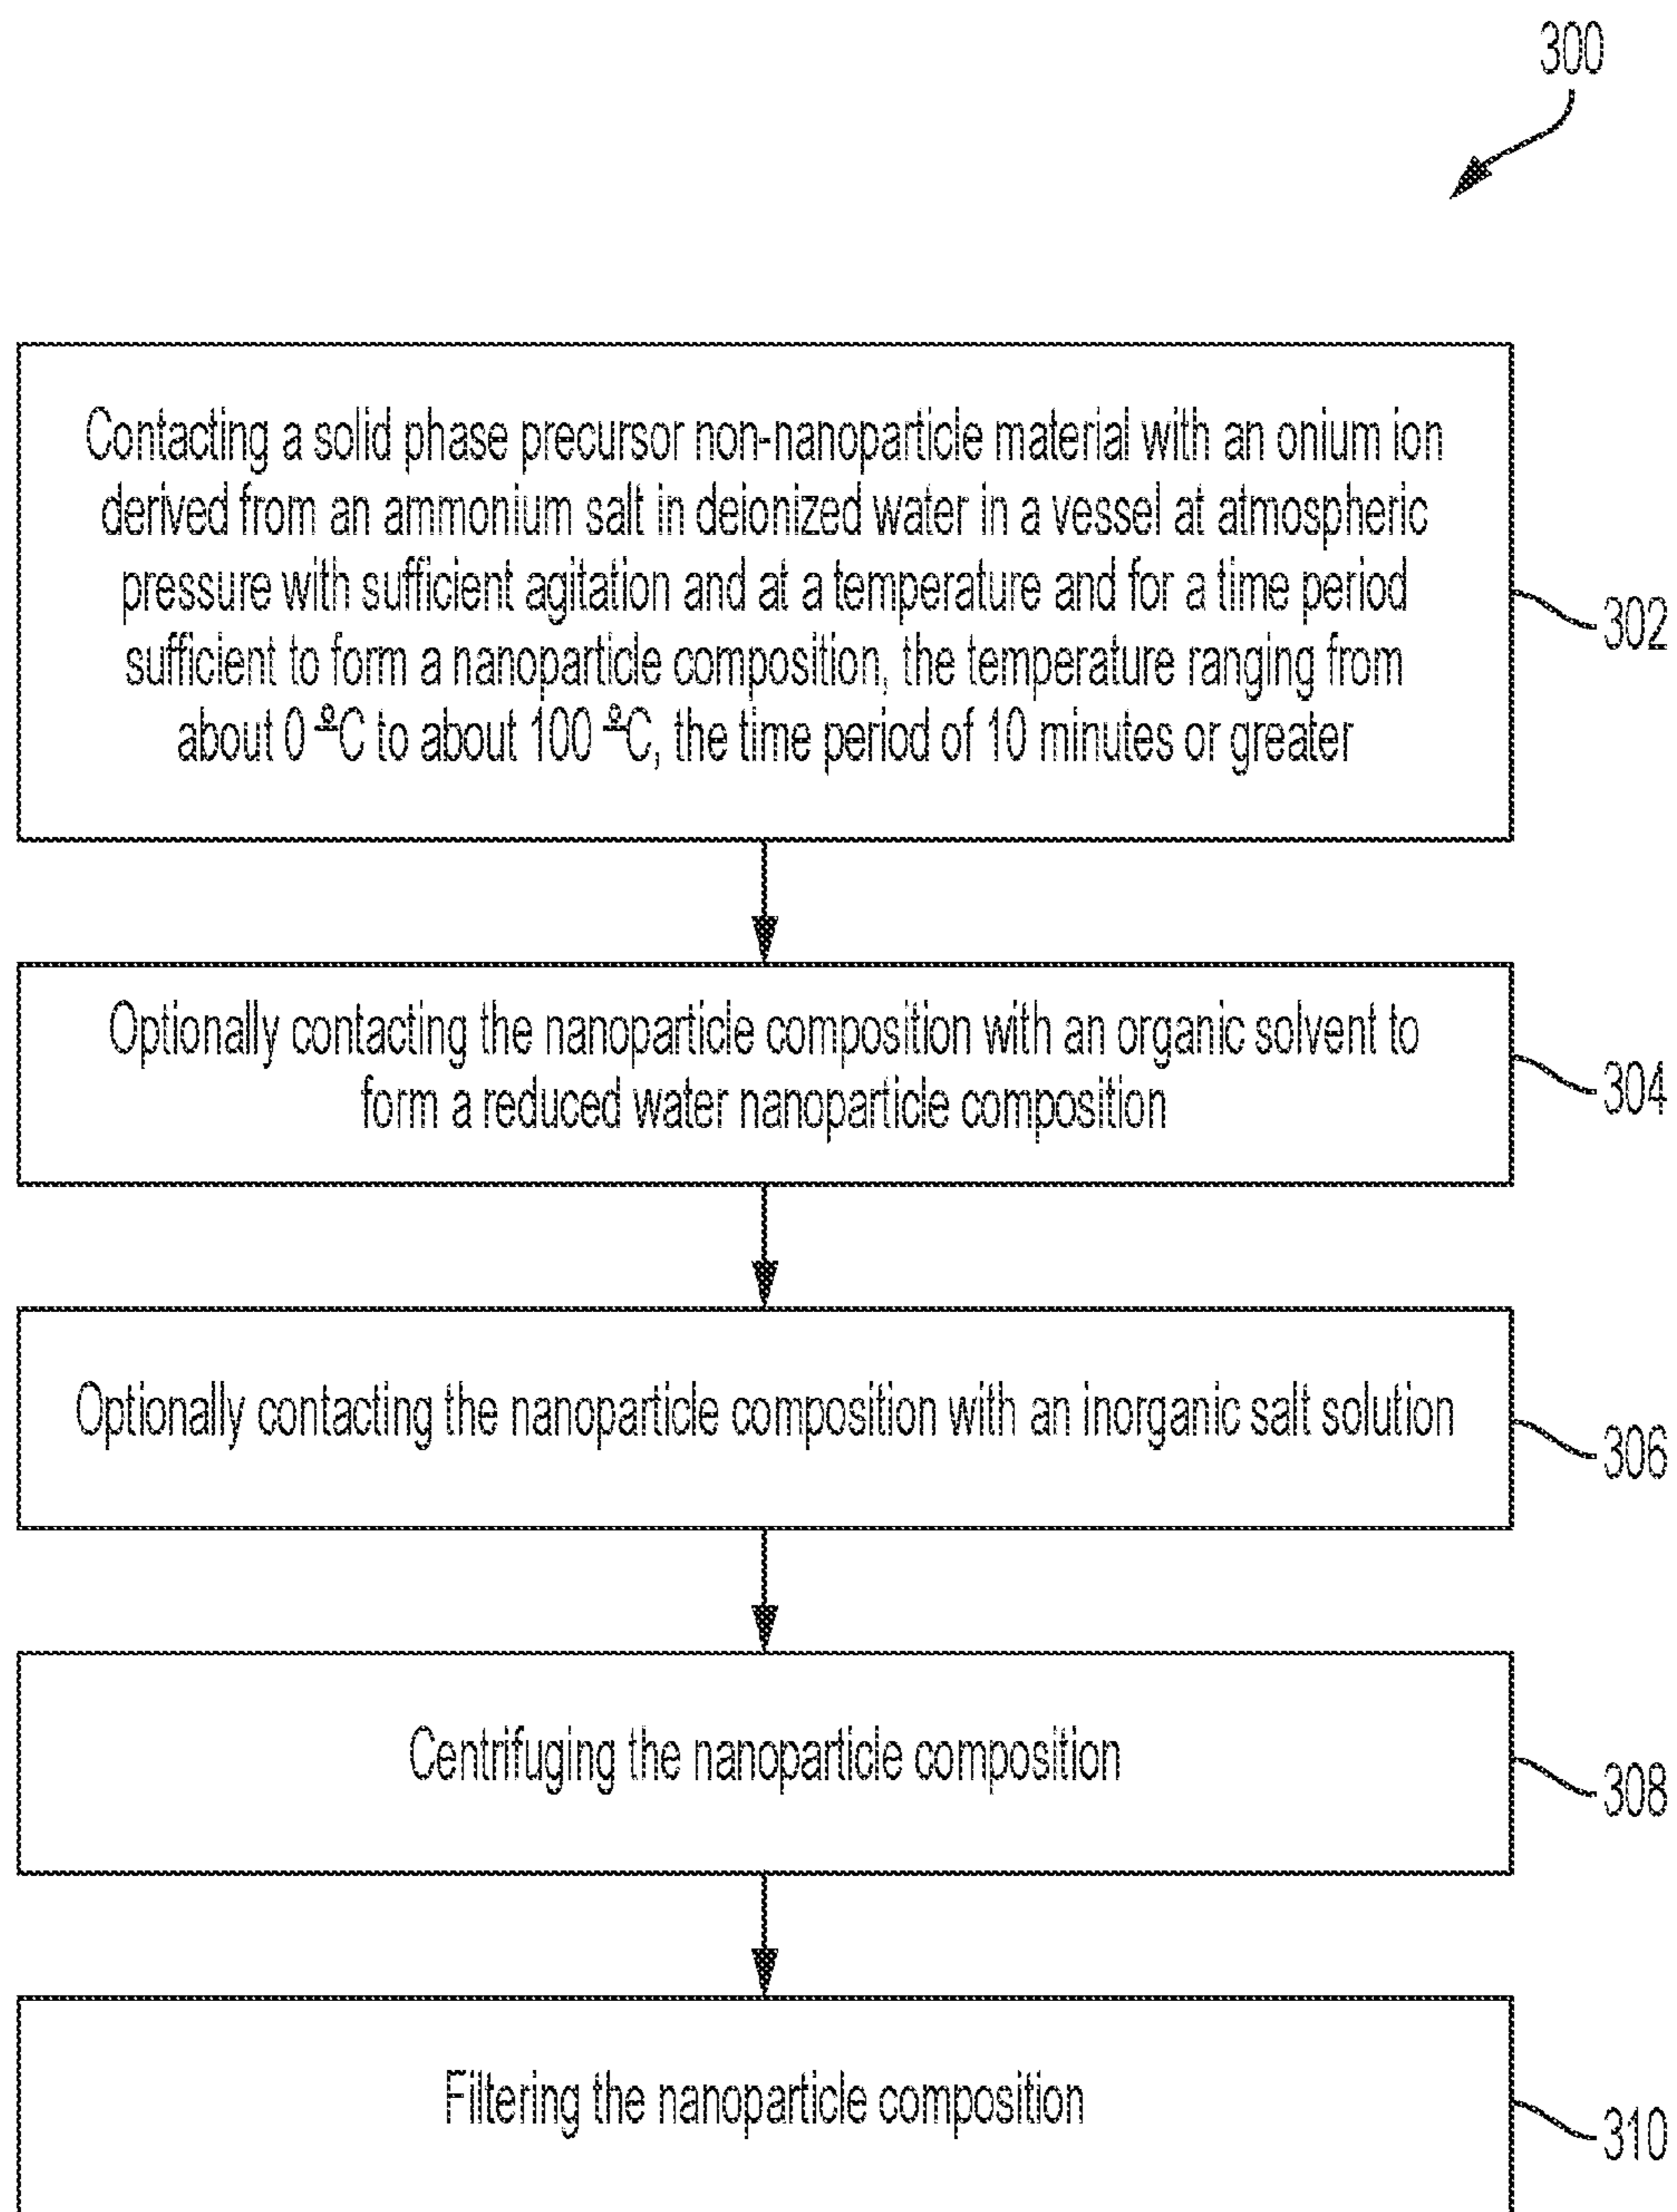 300
Contacting a solid phase precursor non-nanoparticle material with an onium ion
derived from an ammonium salt in deionized water in a vessel at atmospheric
pressure with sufficient agitation and at a temperature and for a time period
sufficient to form a nanoparticle composition, the temperature ranging from
about 0 ºC to about 100 ºC, the time period of 10 minutes or greater
302
Optionally contacting the nanoparticle composition with an organic solvent to
form a reduced water nanoparticle composition
304
Optionally contacting the nanoparticle composition with an inorganic salt solution
306
Centrifuging the nanoparticle composition
308
Filtering the nanoparticle composition
310